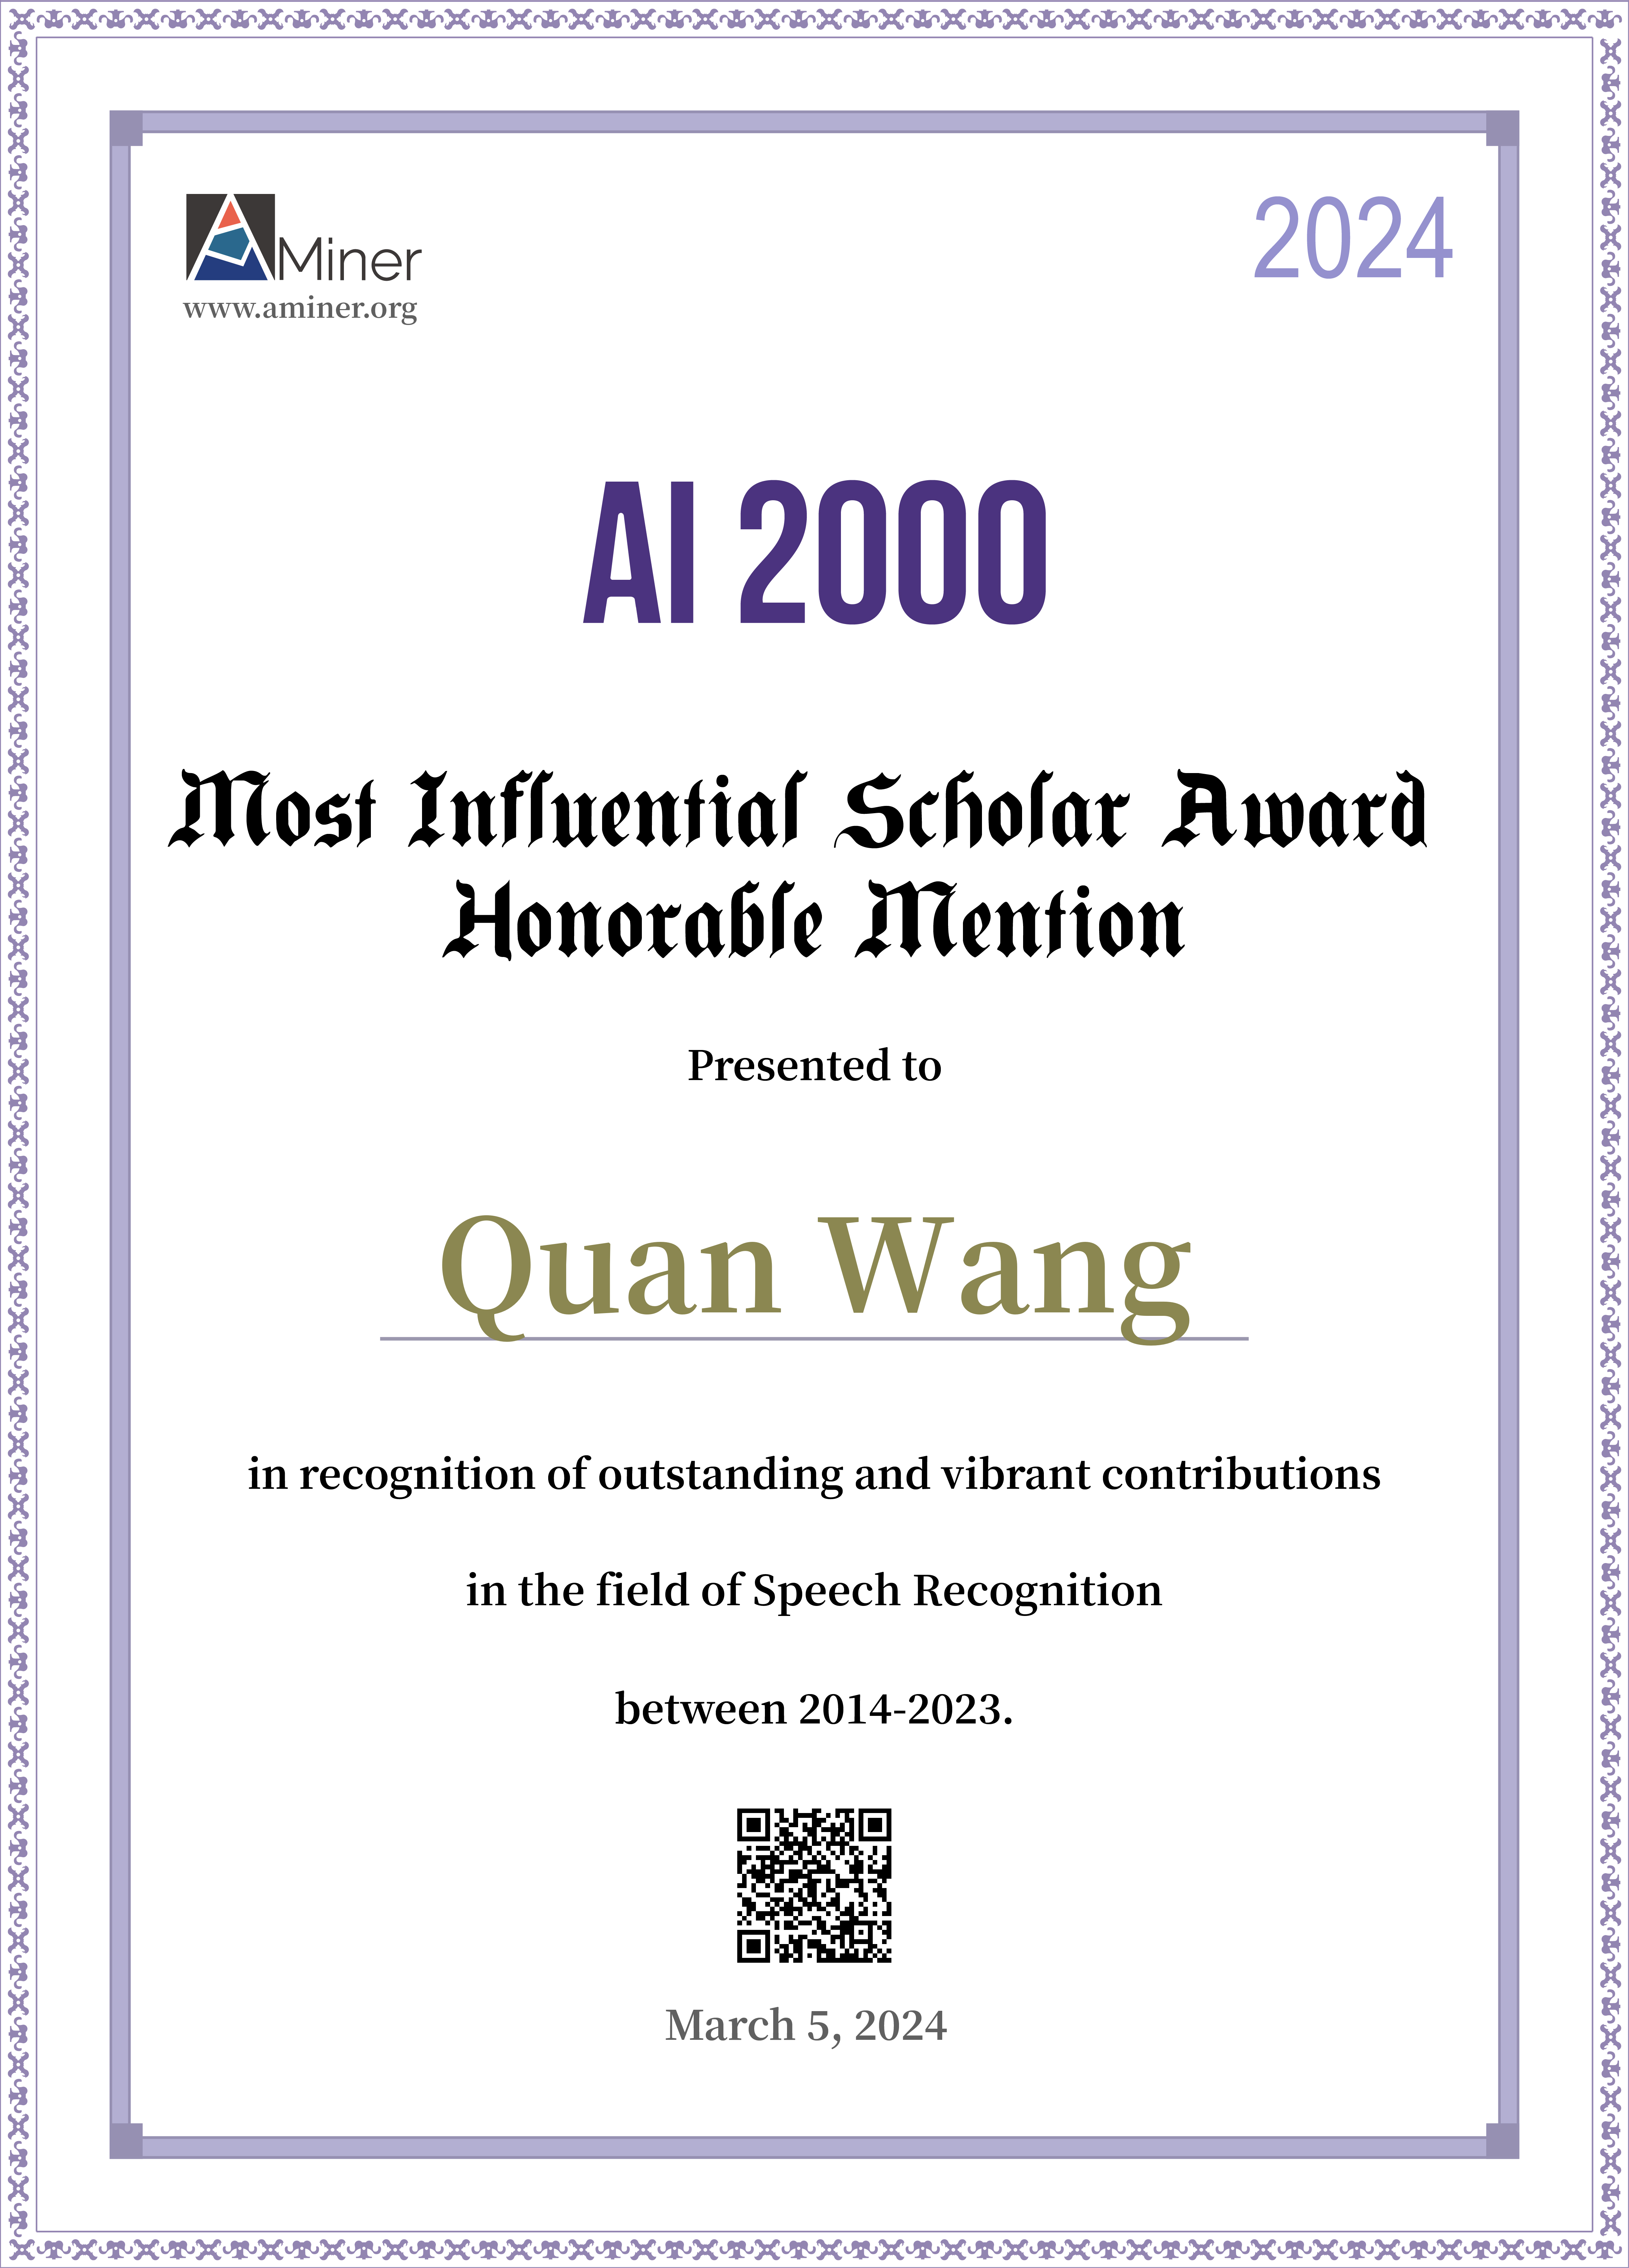 AMiner
www.aminer.org
2024
AI 2000
Most Influential Scholar Award
Honorable Mention
Presented to
Quan Wang
in recognition of outstanding and vibrant contributions
in the field of Speech Recognition
between 2014-2023.
March 5, 2024